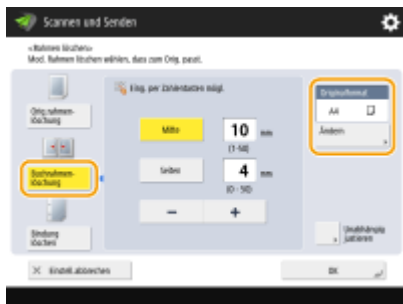 Scannen und Senden
<Rahmen löschen>
Mod. Rahmen löschen wählen, dass zum Orig. passt.
Orig.rahmen-
löschung
Buchrahmen-
löschung
Bindung
löschen
Eing. per Zahlentasten mögl.
Mitte
10 mm
(1-50)
Seiten
4 mm
(0 - 50)
−
+
Originalformat
A4
Ändern
Unabhängig
justieren
× Einstell.abbrechen
OK